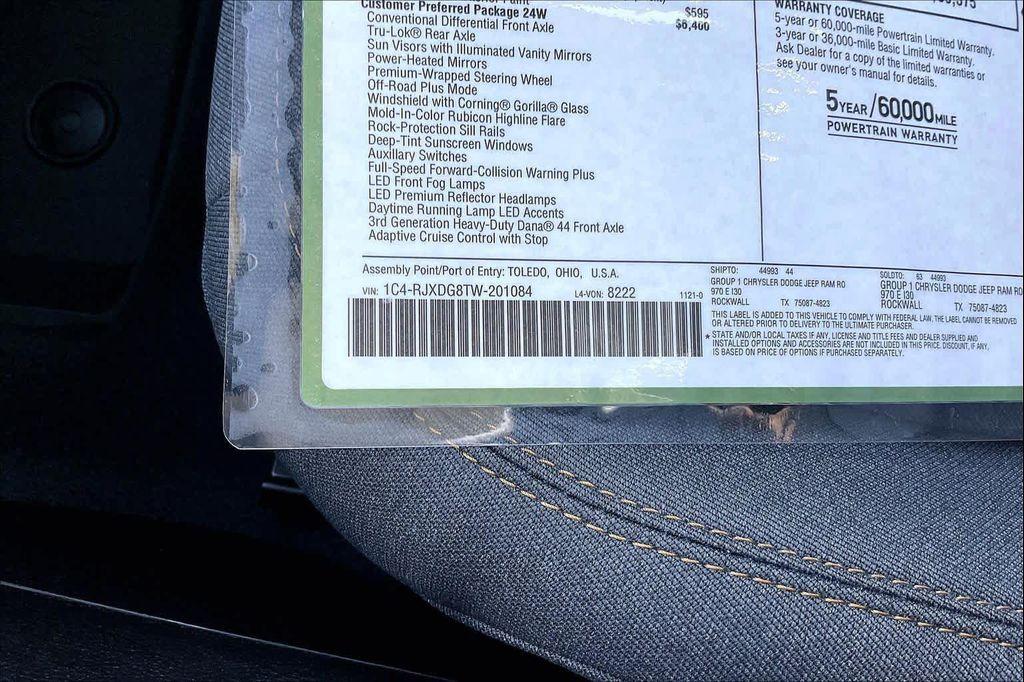 Customer Preferred Package 24W $6,400
$595
Conventional Differential Front Axle
Tru-Lok® Rear Axle
Sun Visors with Illuminated Vanity Mirrors
Power-Heated Mirrors
Premium-Wrapped Steering Wheel
Off-Road Plus Mode
Windshield with Corning® Gorilla® Glass
Mold-In-Color Rubicon Highline Flare
Rock-Protection Sill Rails
Deep-Tint Sunscreen Windows
Auxiliary Switches
Full-Speed Forward-Collision Warning Plus
LED Front Fog Lamps
LED Premium Reflector Headlamps
Daytime Running Lamp LED Accents
3rd Generation Heavy-Duty Dana® 44 Front Axle
Adaptive Cruise Control with Stop
WARRANTY COVERAGE
5-year or 60,000-mile Powertrain Limited Warranty.
3-year or 36,000-mile Basic Limited Warranty.
Ask Dealer for a copy of the limited warranties or
see your owner's manual for details.
5 YEAR / 60,000 MILE
POWERTRAIN WARRANTY
Assembly Point/Port of Entry: TOLEDO, OHIO, U.S.A.
VIN: 1C4-RJXDG8TW-201084 L4-VON: 8222 1121-0
SHIPTO: 44993 44
GROUP 1 CHRYSLER DODGE JEEP RAM RO
970 E I30
ROCKWALL TX 75087-4823
SOLDTO: 63 44993
GROUP 1 CHRYSLER DODGE JEEP RAM RO
970 E I30
ROCKWALL TX 75087-4823
THIS LABEL IS ADDED TO THIS VEHICLE TO COMPLY WITH FEDERAL LAW. THE LABEL CANNOT BE REMOVED
OR ALTERED PRIOR TO DELIVERY TO THE ULTIMATE PURCHASER.
* STATE AND/OR LOCAL TAXES IF ANY, LICENSE AND TITLE FEES AND DEALER SUPPLIED AND
INSTALLED OPTIONS AND ACCESSORIES ARE NOT INCLUDED IN THIS PRICE. DISCOUNT, IF ANY,
IS BASED ON PRICE OF OPTIONS IF PURCHASED SEPARATELY.